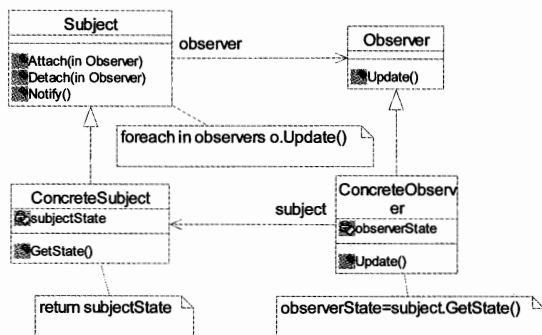 Subject
Attach(in Observer)
Detach(in Observer)
Notify()
observer
Observer
Update()
foreach in observers o.Update()
ConcreteSubject
subjectState
GetState()
subject
ConcreteObserv
er
observerState
Update()
return subjectState
observerState=subject.GetState()